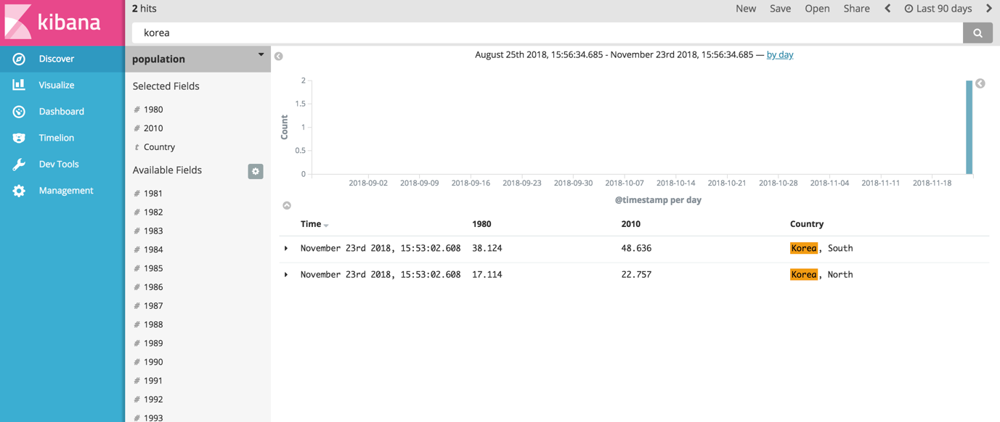 kibana
Discover
Visualize
Dashboard
Timelion
Dev Tools
Management
2 hits
New Save Open Share Last 90 days
korea
population
Selected Fields
# 1980
# 2010
t Country
Available Fields
# 1981
# 1982
# 1983
# 1984
# 1985
# 1986
# 1987
# 1988
# 1989
# 1990
# 1991
# 1992
# 1993
August 25th 2018, 15:56:34.685 - November 23rd 2018, 15:56:34.685 — by day
Count
2
1.5
1
0.5
0
2018-09-02 2018-09-09 2018-09-16 2018-09-23 2018-09-30 2018-10-07 2018-10-14 2018-10-21 2018-10-28 2018-11-04 2018-11-11 2018-11-18
@timestamp per day
Time 1980 2010 Country
November 23rd 2018, 15:53:02.608 38.124 48.636 Korea, South
November 23rd 2018, 15:53:02.608 17.114 22.757 Korea, North